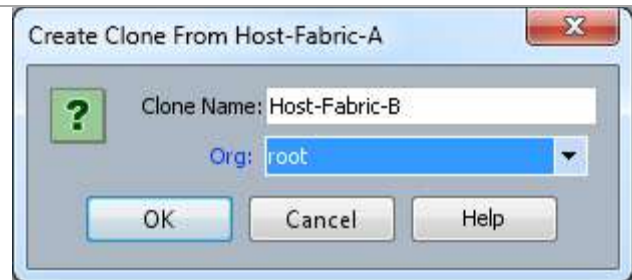 Create Clone From Host-Fabric-A
Clone Name: Host-Fabric-B
Org: root
OK Cancel Help